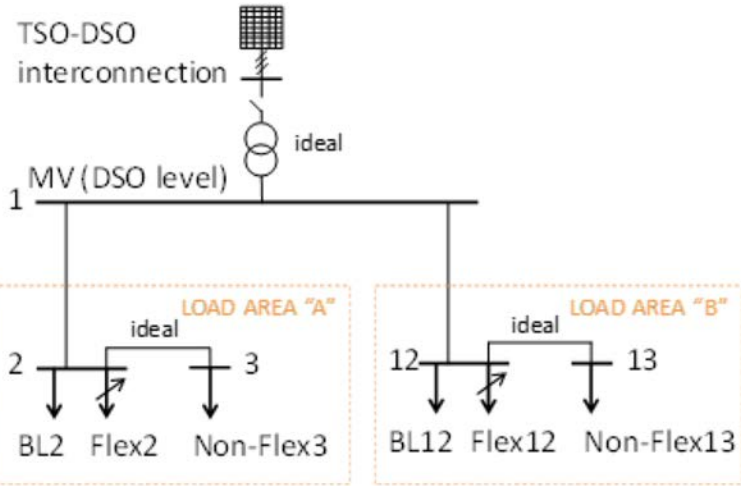 TSO-DSO
interconnection
ideal
MV (DSO level)
1
LOAD AREA "A"
LOAD AREA "B"
ideal
ideal
2
3
12
13
BL2 Flex2 Non-Flex3
BL12 Flex12 Non-Flex13